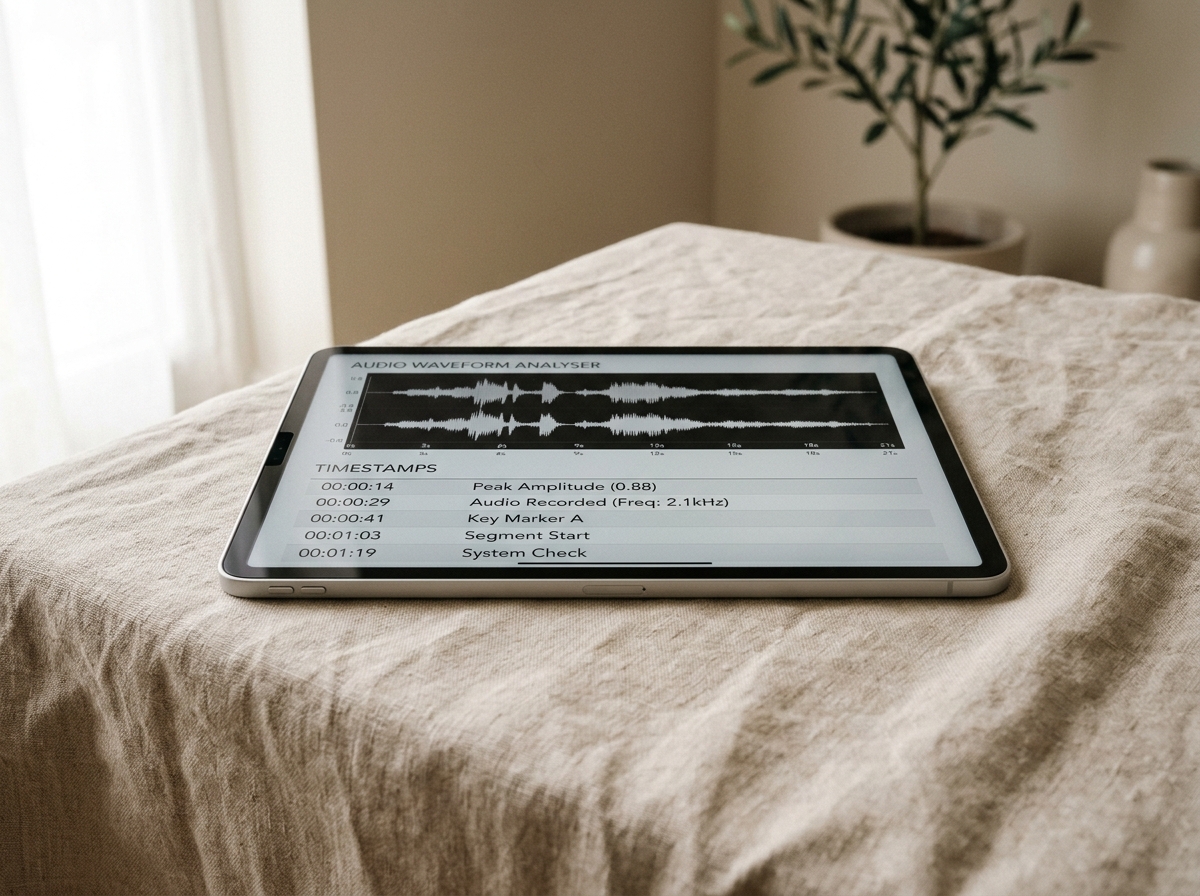 AUDIO WAVEFORM ANALYSER
TIMESTAMPS
00:00:14 Peak Amplitude (0.88)
00:00:29 Audio Recorded (Freq: 2.1kHz)
00:00:41 Key Marker A
00:01:03 Segment Start
00:01:19 System Check